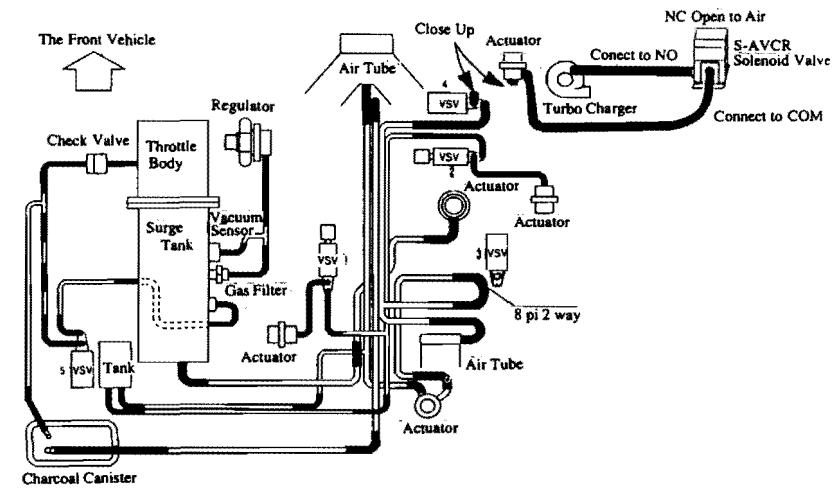 NC Open to Air
The Front Vehicle
Close Up
Actuator
S-AVCR
Solenoid Valve
Conect to NO
Air Tube
4
VSV
Turbo Charger
Connect to COM
Regulator
Check Valve
Throttle
Body
VSV
2
Actuator
Actuator
Vacuum
Sensor
Surge
Tank
VSV
1
3
VSV
Gas Filter
8 pi 2 way
Actuator
Air Tube
5
VSV
Tank
Actuator
Charcoal Canister